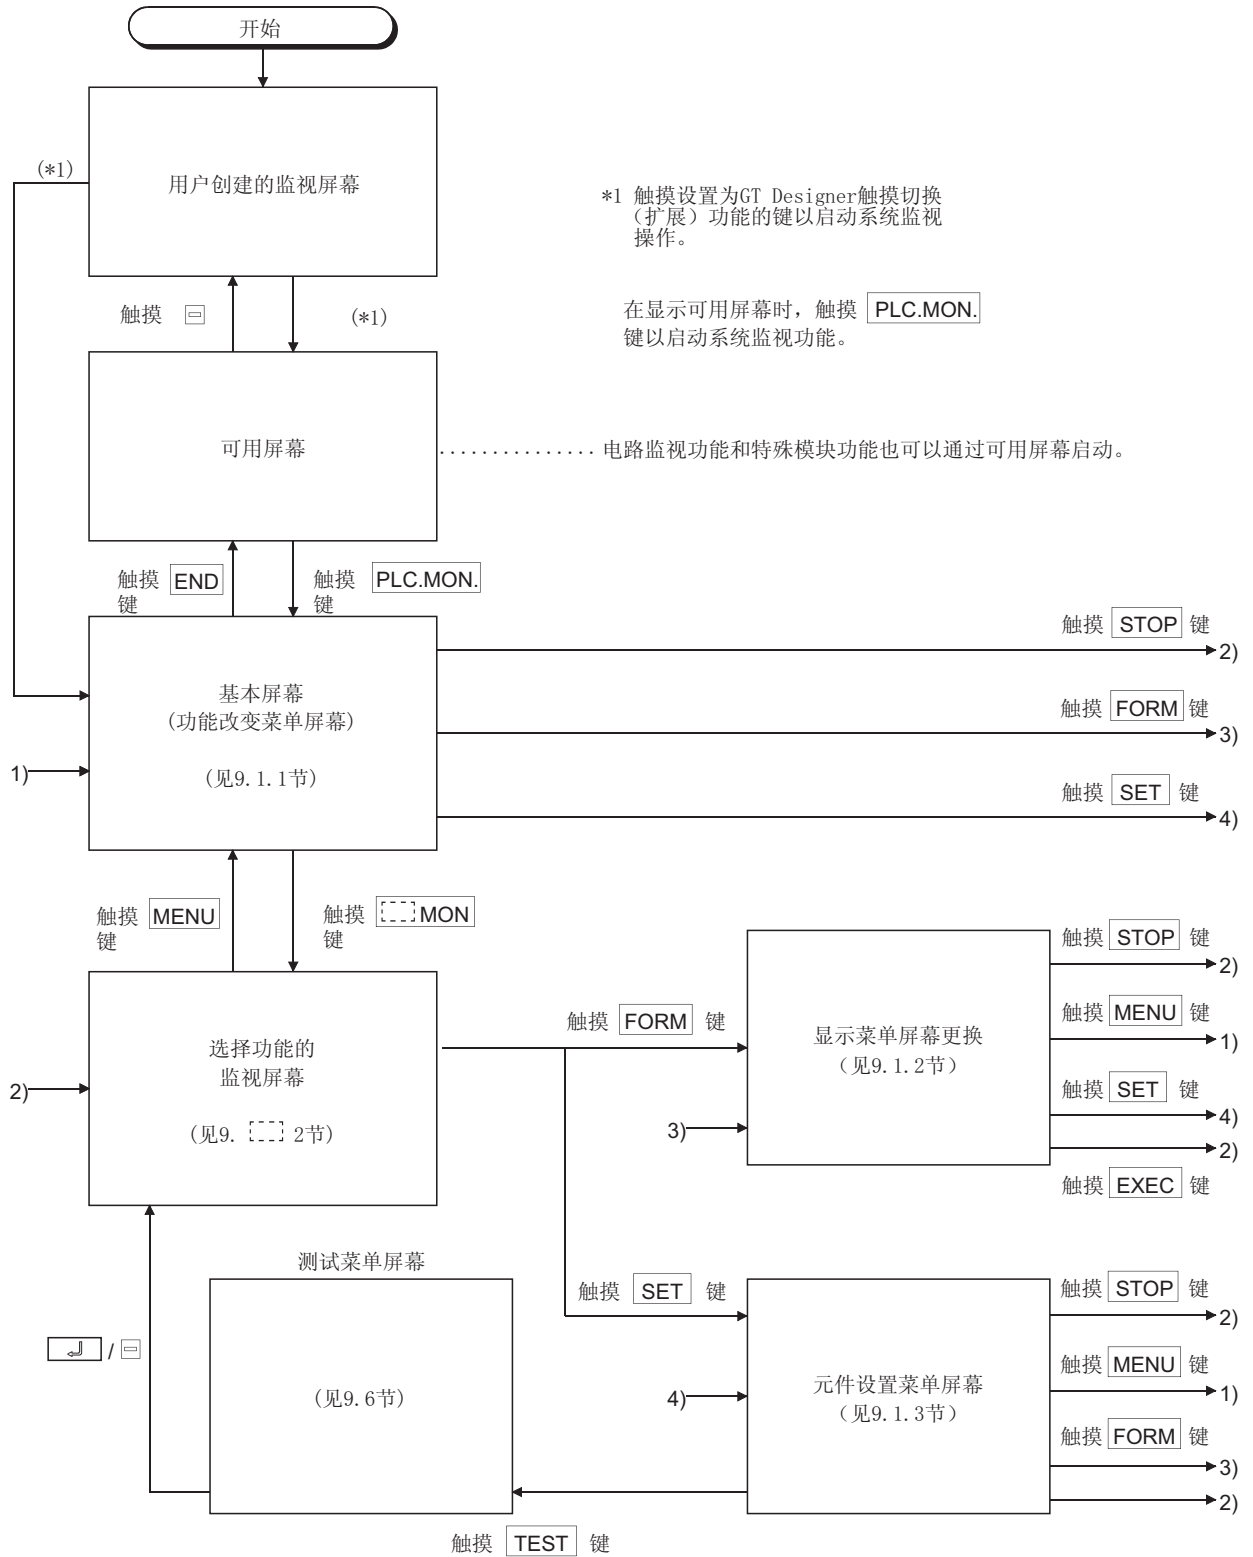 开始
(*1)
用户创建的监视屏幕
*1 触摸设置为GT Designer触摸切换
（扩展）功能的键以启动系统监视
操作。
触摸
(*1)
在显示可用屏幕时，触摸 PLC.MON.
键以启动系统监视功能。
可用屏幕
...............电路监视功能和特殊模块功能也可以通过可用屏幕启动。
触摸 END
键
触摸 PLC.MON.
键
触摸 STOP 键
2)
基本屏幕
(功能改变菜单屏幕)
(见9.1.1节)
触摸 FORM 键
3)
1)
触摸 SET 键
4)
触摸 MENU
键
触摸 MON
键
触摸 STOP 键
2)
选择功能的
监视屏幕
(见9. 2节)
2)
触摸 FORM 键
显示菜单屏幕更换
（见9.1.2节）
3)
触摸 MENU 键
1)
触摸 SET 键
4)
2)
触摸 EXEC 键
测试菜单屏幕
触摸 SET 键
触摸 STOP 键
2)
/
(见9.6节)
4)
元件设置菜单屏幕
（见9.1.3节）
触摸 MENU 键
1)
触摸 FORM 键
3)
2)
触摸 TEST 键